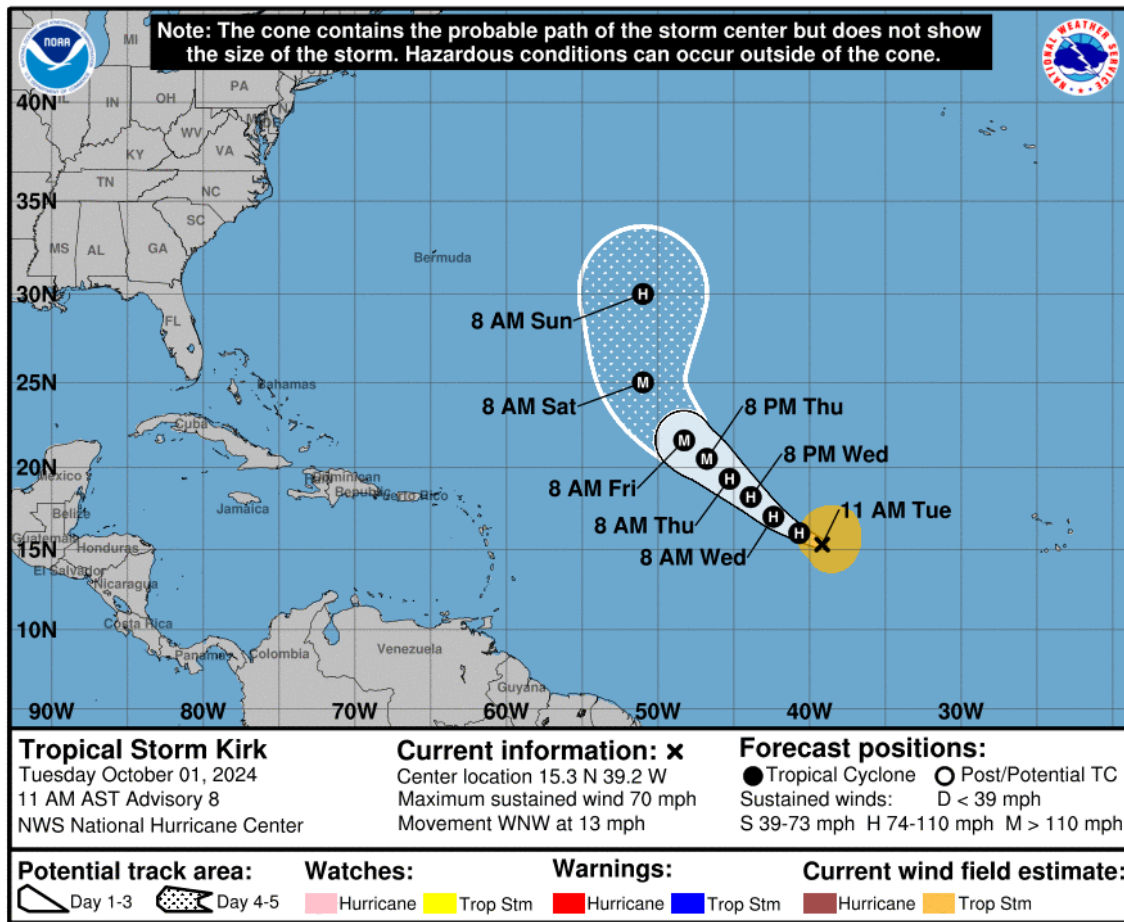 Note: The cone contains the probable path of the storm center but does not show
the size of the storm. Hazardous conditions can occur outside of the cone.
NOAA
NATIONAL WEATHER SERVICE
MI
PA
NJ
IL
IN
OH
40N
WV
DE
KY
VA
TN
NC
35N
SC
MS
AL
GA
Bermuda
30N
H
8 AM Sun
FL
25N
M
Bahamas
8 AM Sat
8 PM Thu
Cuba
M
M
8 PM Wed
20N
Mexico
Dominican
Republic
H
8 AM Fri
Puerto Rico
H
Jamaica
11 AM Tue
Belize
8 AM Thu
H
H
Guatemala
15N
Honduras
8 AM Wed
El Salvador
Nicaragua
10N
Costa Rica
Panama
Colombia
Venezuela
Guyana
90W 80W 70W 60W 50W 40W 30W
Tropical Storm Kirk
Tuesday October 01, 2024
11 AM AST Advisory 8
NWS National Hurricane Center
Current information: x
Center location 15.3 N 39.2 W
Maximum sustained wind 70 mph
Movement WNW at 13 mph
Forecast positions:
Tropical Cyclone Post/Potential TC
Sustained winds: D < 39 mph
S 39-73 mph H 74-110 mph M > 110 mph
Potential track area:
Day 1-3 Day 4-5
Watches:
Hurricane Trop Stm
Warnings:
Hurricane Trop Stm
Current wind field estimate:
Hurricane Trop Stm